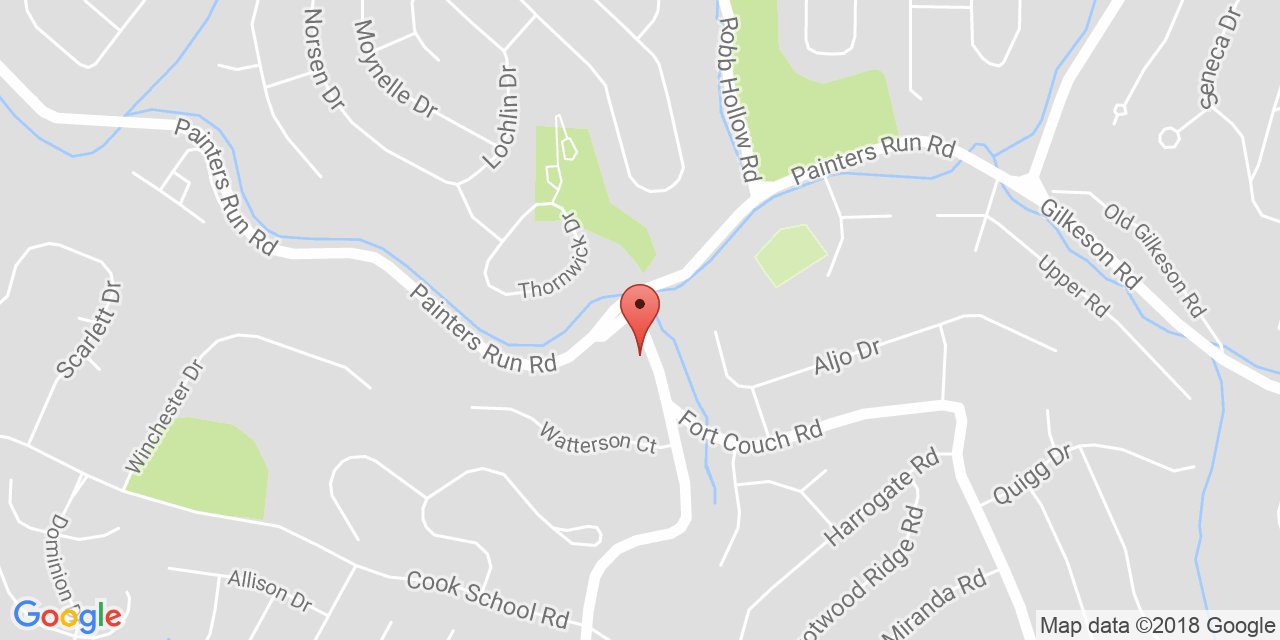 Norsen Dr
Moynelle Dr
Lochlin Dr
Robb Hollow Rd
Seneca Dr
Painters Run Rd
Painters Run Rd
Thornwick Dr
Gilkeson Rd
Old Gilkeson Rd
Upper Rd
Scarlett Dr
Painters Run Rd
Winchester Dr
Aljo Dr
Watterson Ct
Fort Couch Rd
Harrogate Rd
Quigg Dr
Dominion
Allison Dr
Cook School Rd
otwood Ridge Rd
Miranda Rd
Google
Map data ©2018 Google